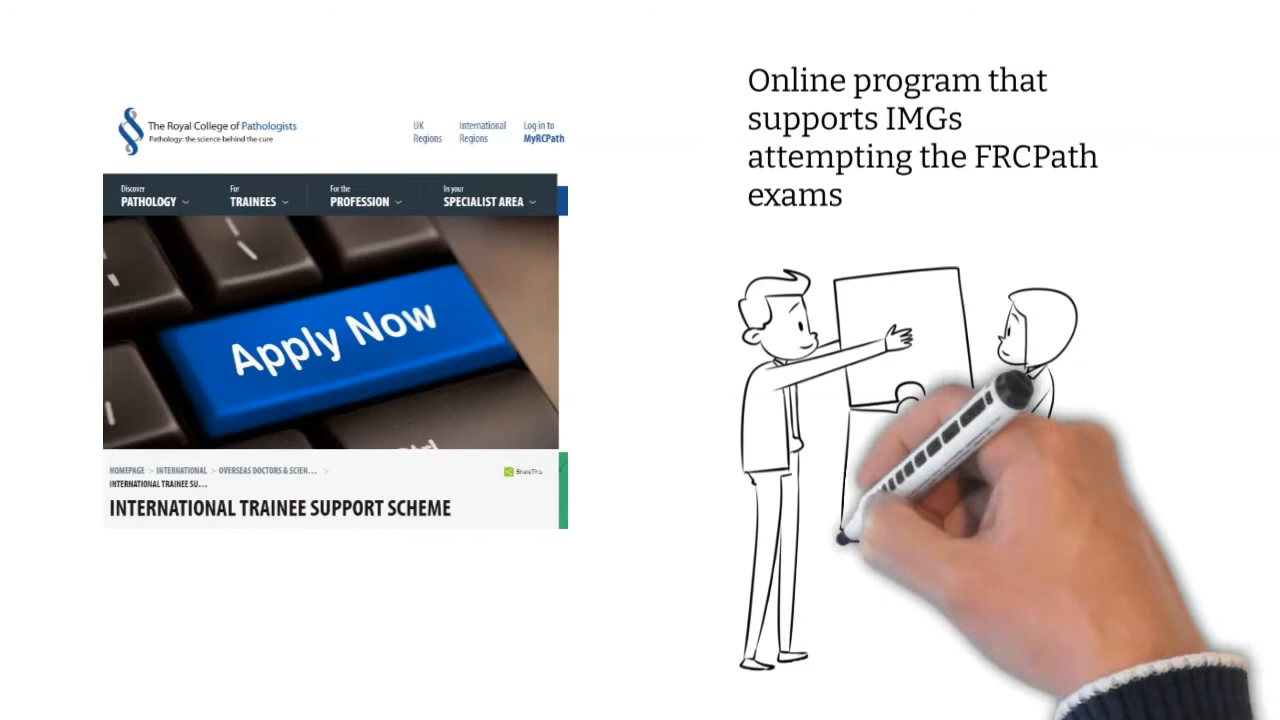 The Royal College of Pathologists
Pathology: the science behind the cure
UK
Regions
International
Regions
Log in to
MyRCPath
Discover
PATHOLOGY
For
TRAINEES
For the
PROFESSION
In your
SPECIALIST AREA
Apply Now
HOMEPAGE > INTERNATIONAL > OVERSEAS DOCTORS & SCIEN... >
INTERNATIONAL TRAINEE SU...
ShareThis
INTERNATIONAL TRAINEE SUPPORT SCHEME
Online program that
supports IMGs
attempting the FRCPath
exams